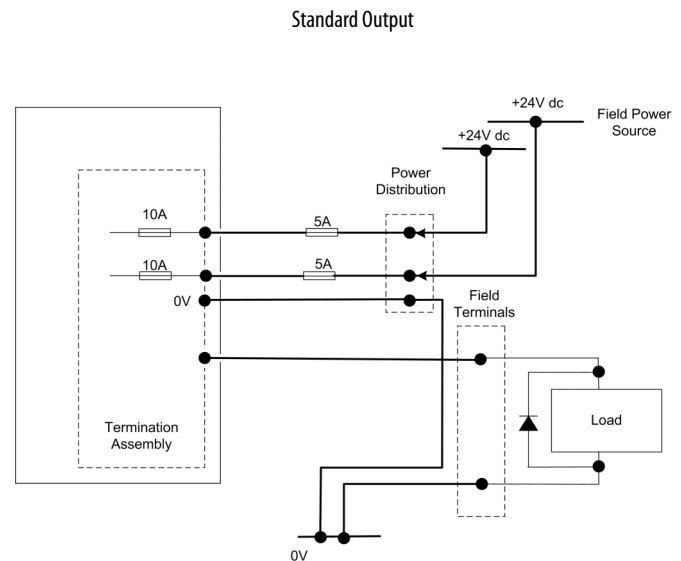 Standard Output
+24V dc
Field Power
Source
+24V dc
Power
Distribution
10A
5A
10A
5A
0V
Field
Terminals
Load
Termination
Assembly
0V